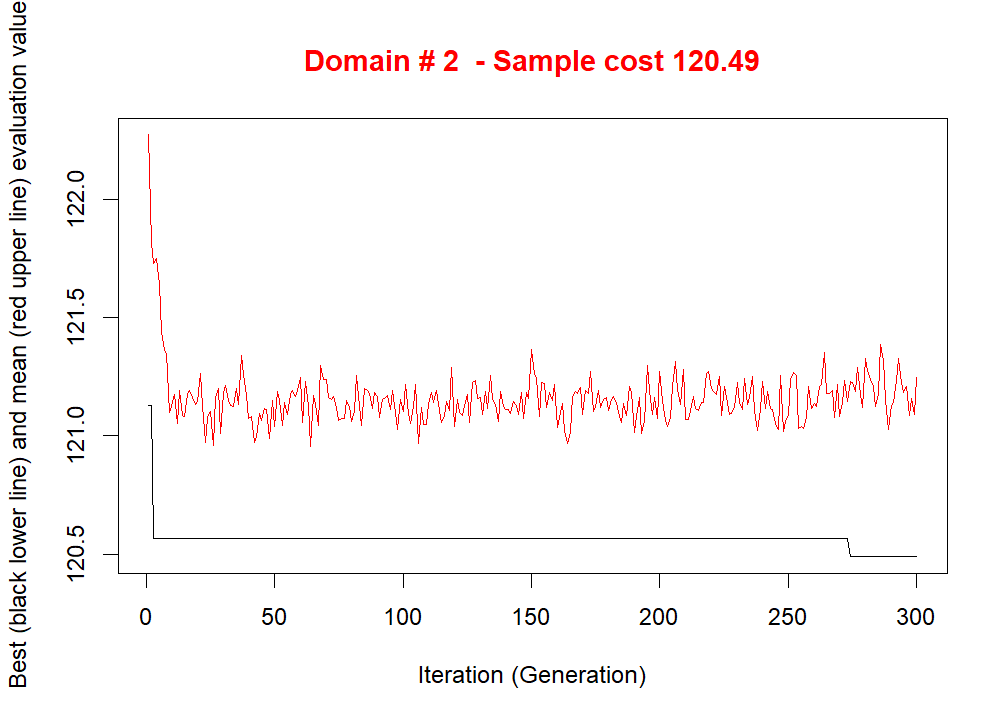 Domain # 2  - Sample cost 120.49
Best (black lower line) and mean (red upper line) evaluation value
122.0
121.5
121.0
120.5
0 50 100 150 200 250 300
Iteration (Generation)